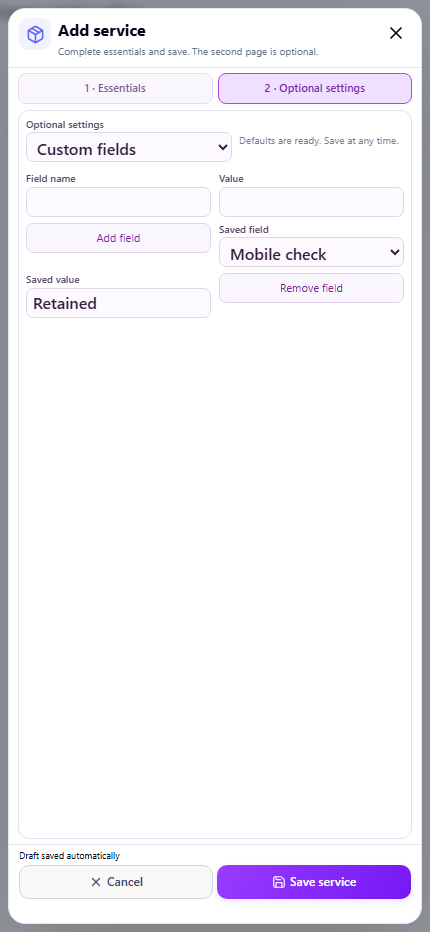 Add service
Complete essentials and save. The second page is optional.
1 · Essentials
2 · Optional settings
Optional settings
Custom fields
Defaults are ready. Save at any time.
Field name
Value
Add field
Saved field
Mobile check
Saved value
Retained
Remove field
Draft saved automatically
Cancel
Save service